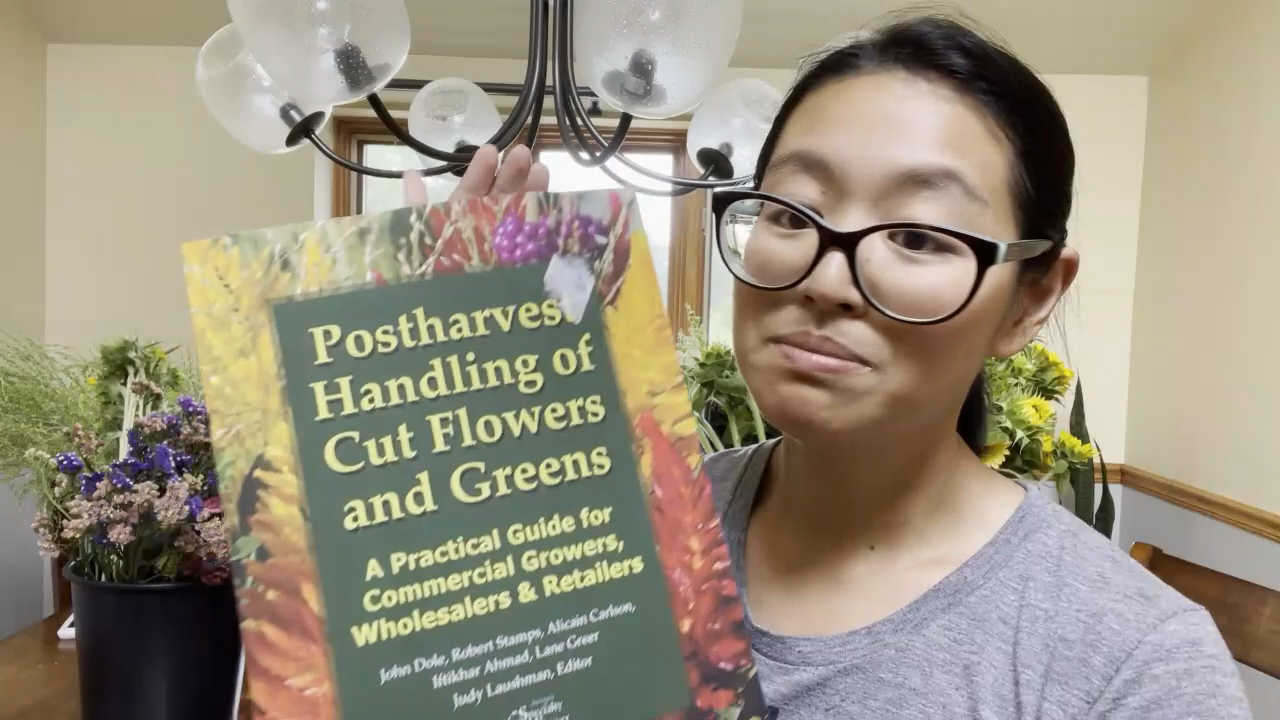 Postharvest
Handling of
Cut Flowers
and Greens
A Practical Guide for
Commercial Growers,
Wholesalers & Retailers
John Dole, Robert Stamps, Alicain Carlson,
Iftikhar Ahmad, Lane Greer
Judy Laushman, Editor
Specialty